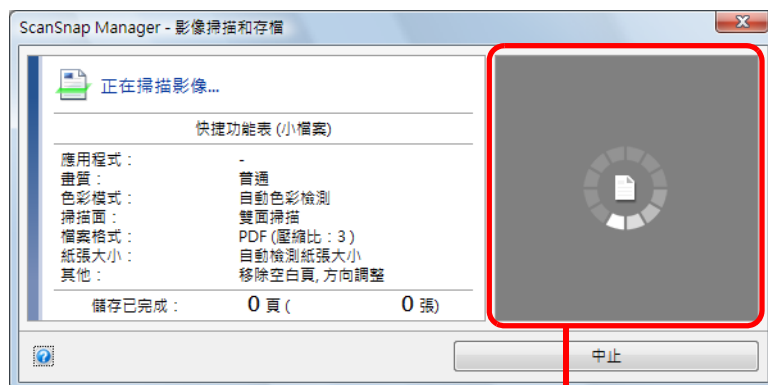 ScanSnap Manager - 影像掃描和存檔
正在掃描影像...
快捷功能表 (小檔案)
應用程式： -
畫質： 普通
色彩模式： 自動色彩檢測
掃描面： 雙面掃描
檔案格式： PDF (壓縮比：3)
紙張大小： 自動檢測紙張大小
其他： 移除空白頁, 方向調整
儲存已完成： 0 頁 ( 0 張)
中止